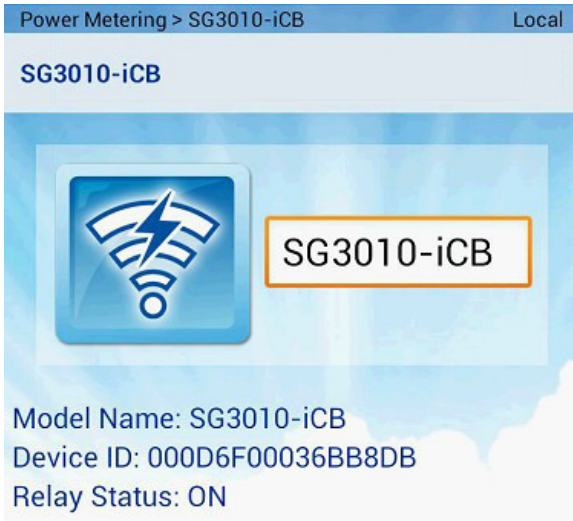 Power Metering > SG3010-iCB Local
SG3010-iCB
SG3010-iCB
Model Name: SG3010-iCB
Device ID: 000D6F00036BB8DB
Relay Status: ON